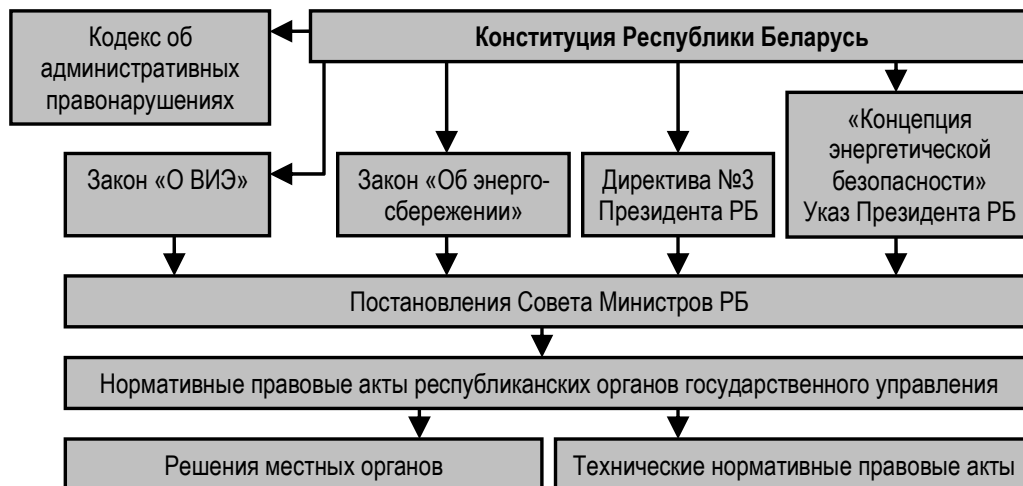 Кодекс об
административных
правонарушениях
Конституция Республики Беларусь
Закон «О ВИЭ»
Закон «Об энерго-
сбережении»
Директива №3
Президента РБ
«Концепция
энергетической
безопасности»
Указ Президента РБ
Постановления Совета Министров РБ
Нормативные правовые акты республиканских органов государственного управления
Решения местных органов
Технические нормативные правовые акты